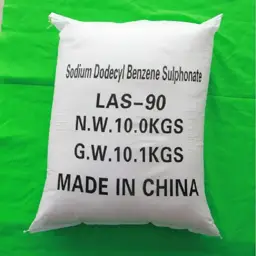 Sodium Dodecyl Benzene Sulphonate
LAS-90
N.W.10.0KGS
G.W.10.1KGS
MADE IN CHINA